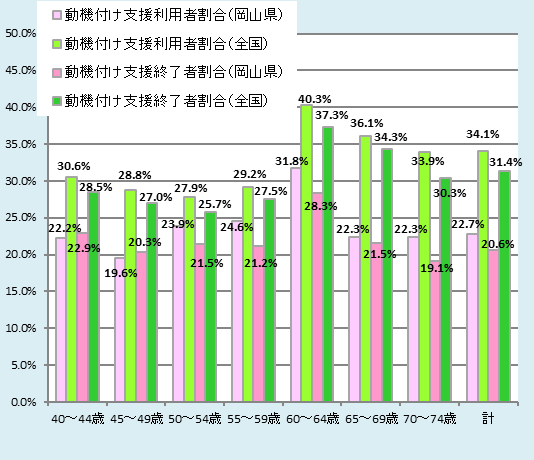 動機付け支援利用者割合(岡山県)
動機付け支援利用者割合(全国)
動機付け支援終了者割合(岡山県)
動機付け支援終了者割合(全国)
50.0%
45.0%
40.0%
35.0%
30.0%
25.0%
20.0%
15.0%
10.0%
5.0%
0.0%
22.2% 30.6% 22.9% 28.5%
19.6% 28.8% 20.3% 27.0%
23.9% 27.9% 21.5% 25.7%
24.6% 29.2% 21.2% 27.5%
31.8% 40.3% 28.3% 37.3%
22.3% 36.1% 21.5% 34.3%
22.3% 33.9% 19.1% 30.3%
22.7% 34.1% 20.6% 31.4%
40～44歳 45～49歳 50～54歳 55～59歳 60～64歳 65～69歳 70～74歳 計